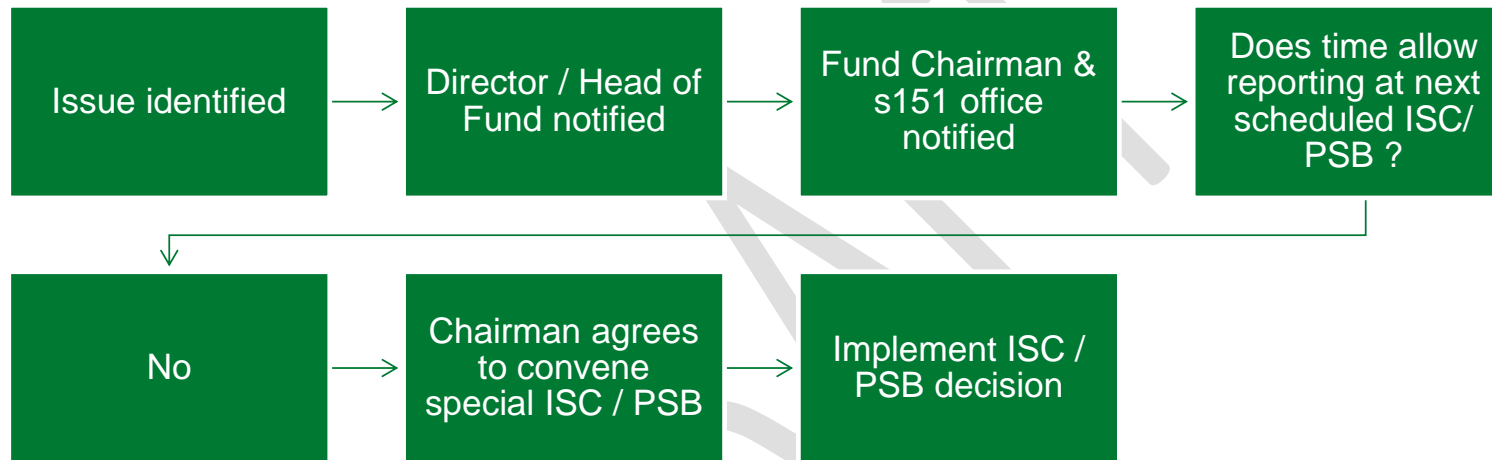 Issue identified
Director / Head of
Fund notified
Fund Chairman &
s151 office
notified
Does time allow
reporting at next
scheduled ISC/
PSB ?
No
Chairman agrees
to convene
special ISC / PSB
Implement ISC /
PSB decision